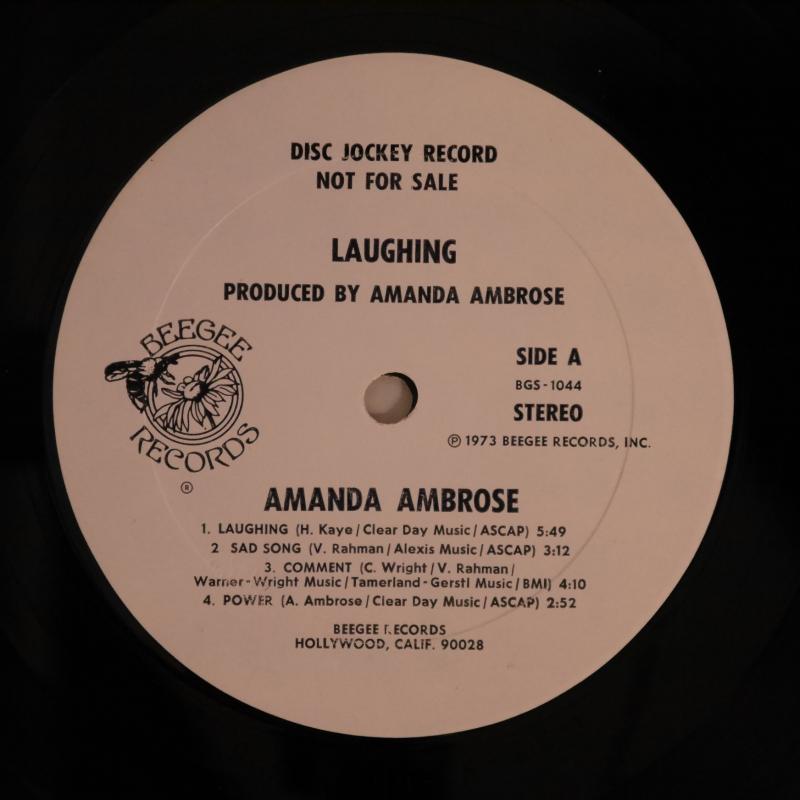 DISC JOCKEY RECORD
NOT FOR SALE
LAUGHING
PRODUCED BY AMANDA AMBROSE
BEEGEE
RECORDS
®
SIDE A
BGS-1044
STEREO
℗ 1973 BEEGEE RECORDS, INC.
AMANDA AMBROSE
1. LAUGHING (H. Kaye/Clear Day Music/ASCAP) 5:49
2 SAD SONG (V. Rahman/Alexis Music/ASCAP) 3:12
3. COMMENT (C. Wright/V. Rahman/
Warner-Wright Music/Tamerland-Gerstl Music/BMI) 4:10
4. POWER (A. Ambrose/Clear Day Music/ASCAP) 2:52
BEEGEE RECORDS
HOLLYWOOD, CALIF. 90028